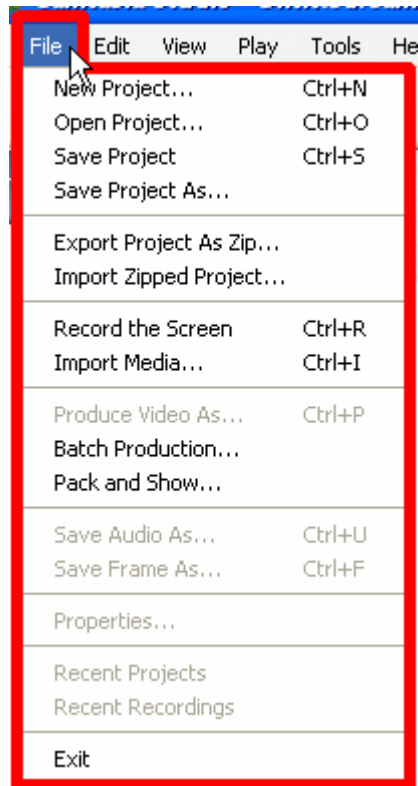 File Edit View Play Tools He
New Project... Ctrl+N
Open Project... Ctrl+O
Save Project Ctrl+S
Save Project As...
Export Project As Zip...
Import Zipped Project...
Record the Screen Ctrl+R
Import Media... Ctrl+I
Produce Video As... Ctrl+P
Batch Production...
Pack and Show...
Save Audio As... Ctrl+U
Save Frame As... Ctrl+F
Properties...
Recent Projects
Recent Recordings
Exit